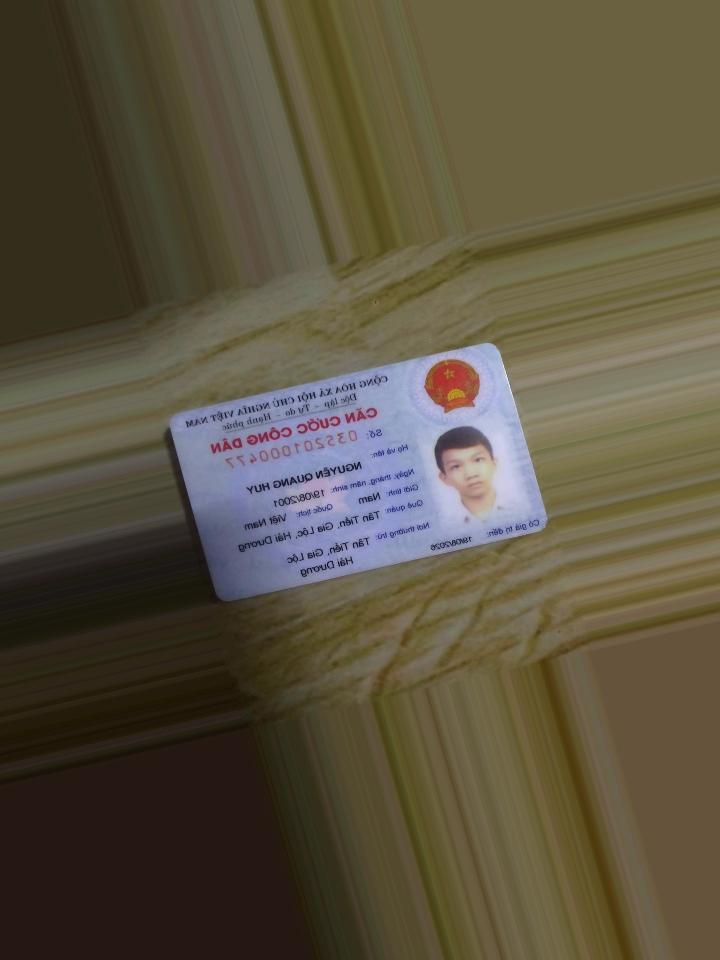 CỘNG HÒA XÃ HỘI CHỦ NGHĨA VIỆT NAM
Độc lập - Tự do - Hạnh phúc
CĂN CƯỚC CÔNG DÂN
Số: 035201000477
Họ và tên:
NGUYỄN QUANG HUY
Ngày, tháng, năm sinh: 19/08/2001
Giới tính: Nam Quốc tịch: Việt Nam
Quê quán: Tân Tiến, Gia Lộc, Hải Dương
Nơi thường trú: Tân Tiến, Gia Lộc
Hải Dương
Có giá trị đến: 19/08/2026